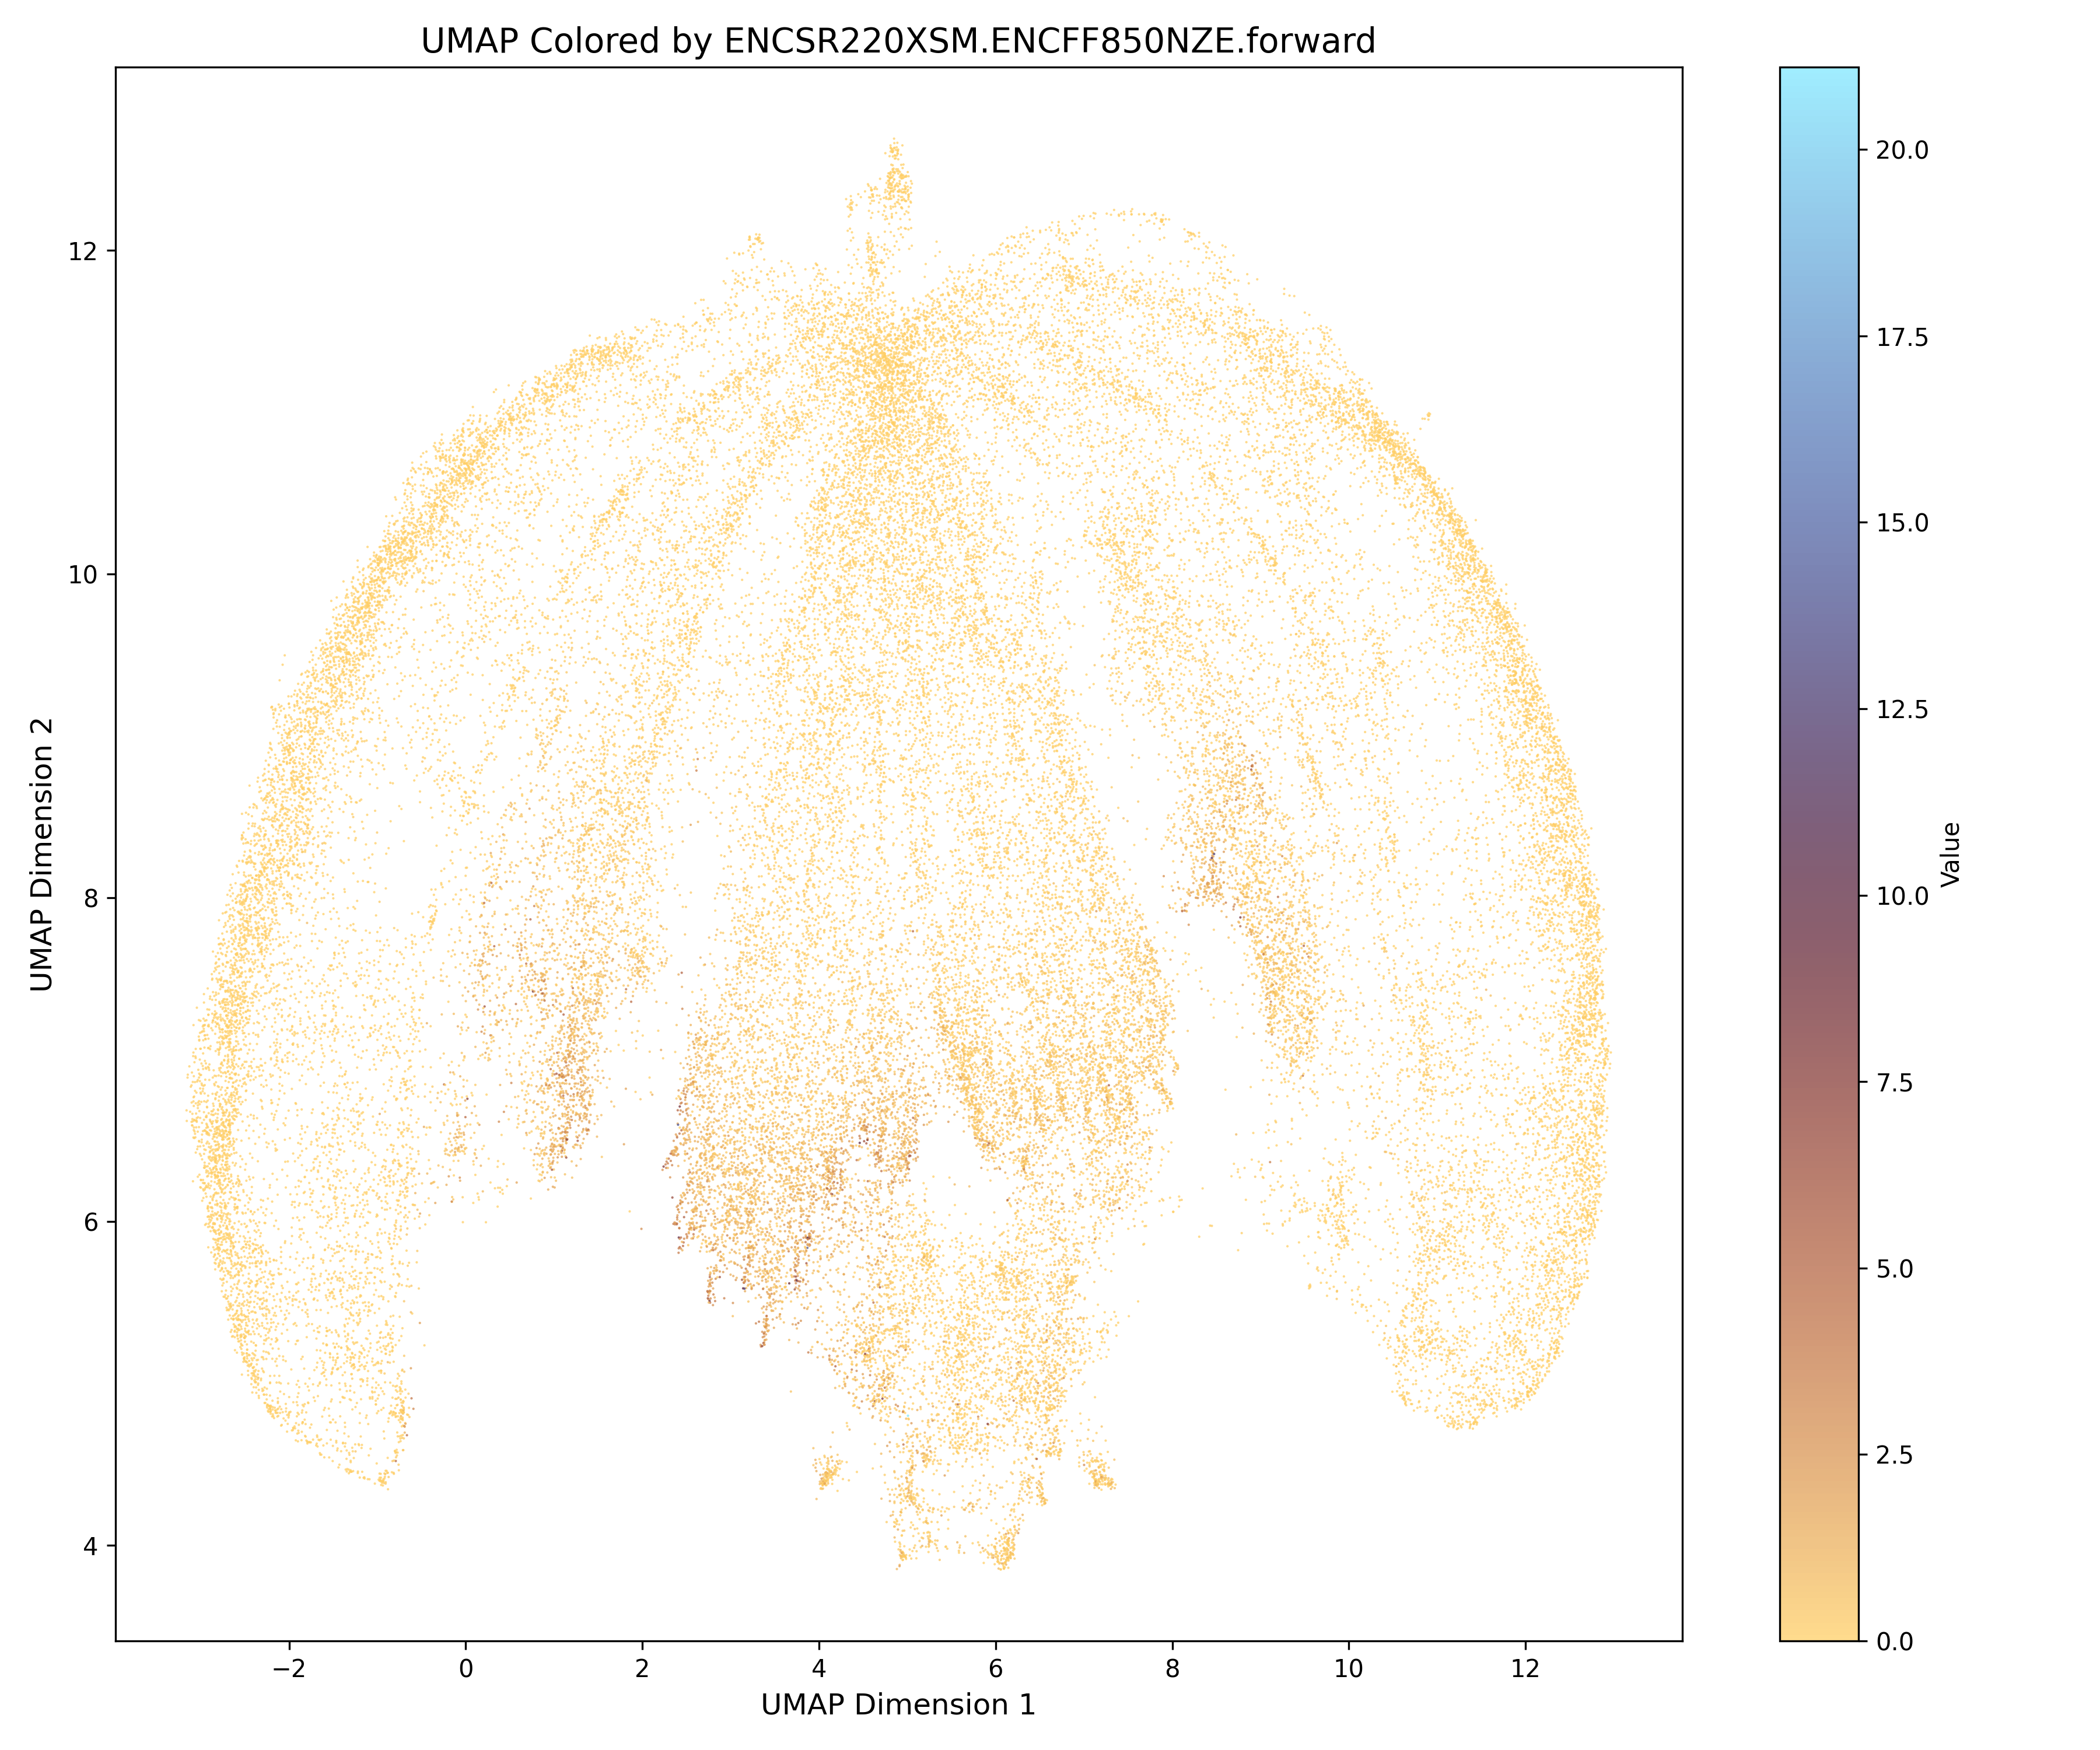 UMAP Colored by ENCSR220XSM.ENCFF850NZE.forward
20.0
17.5
15.0
12.5
10.0
7.5
5.0
2.5
0.0
Value
12
10
8
6
4
UMAP Dimension 2
−2 0 2 4 6 8 10 12
UMAP Dimension 1